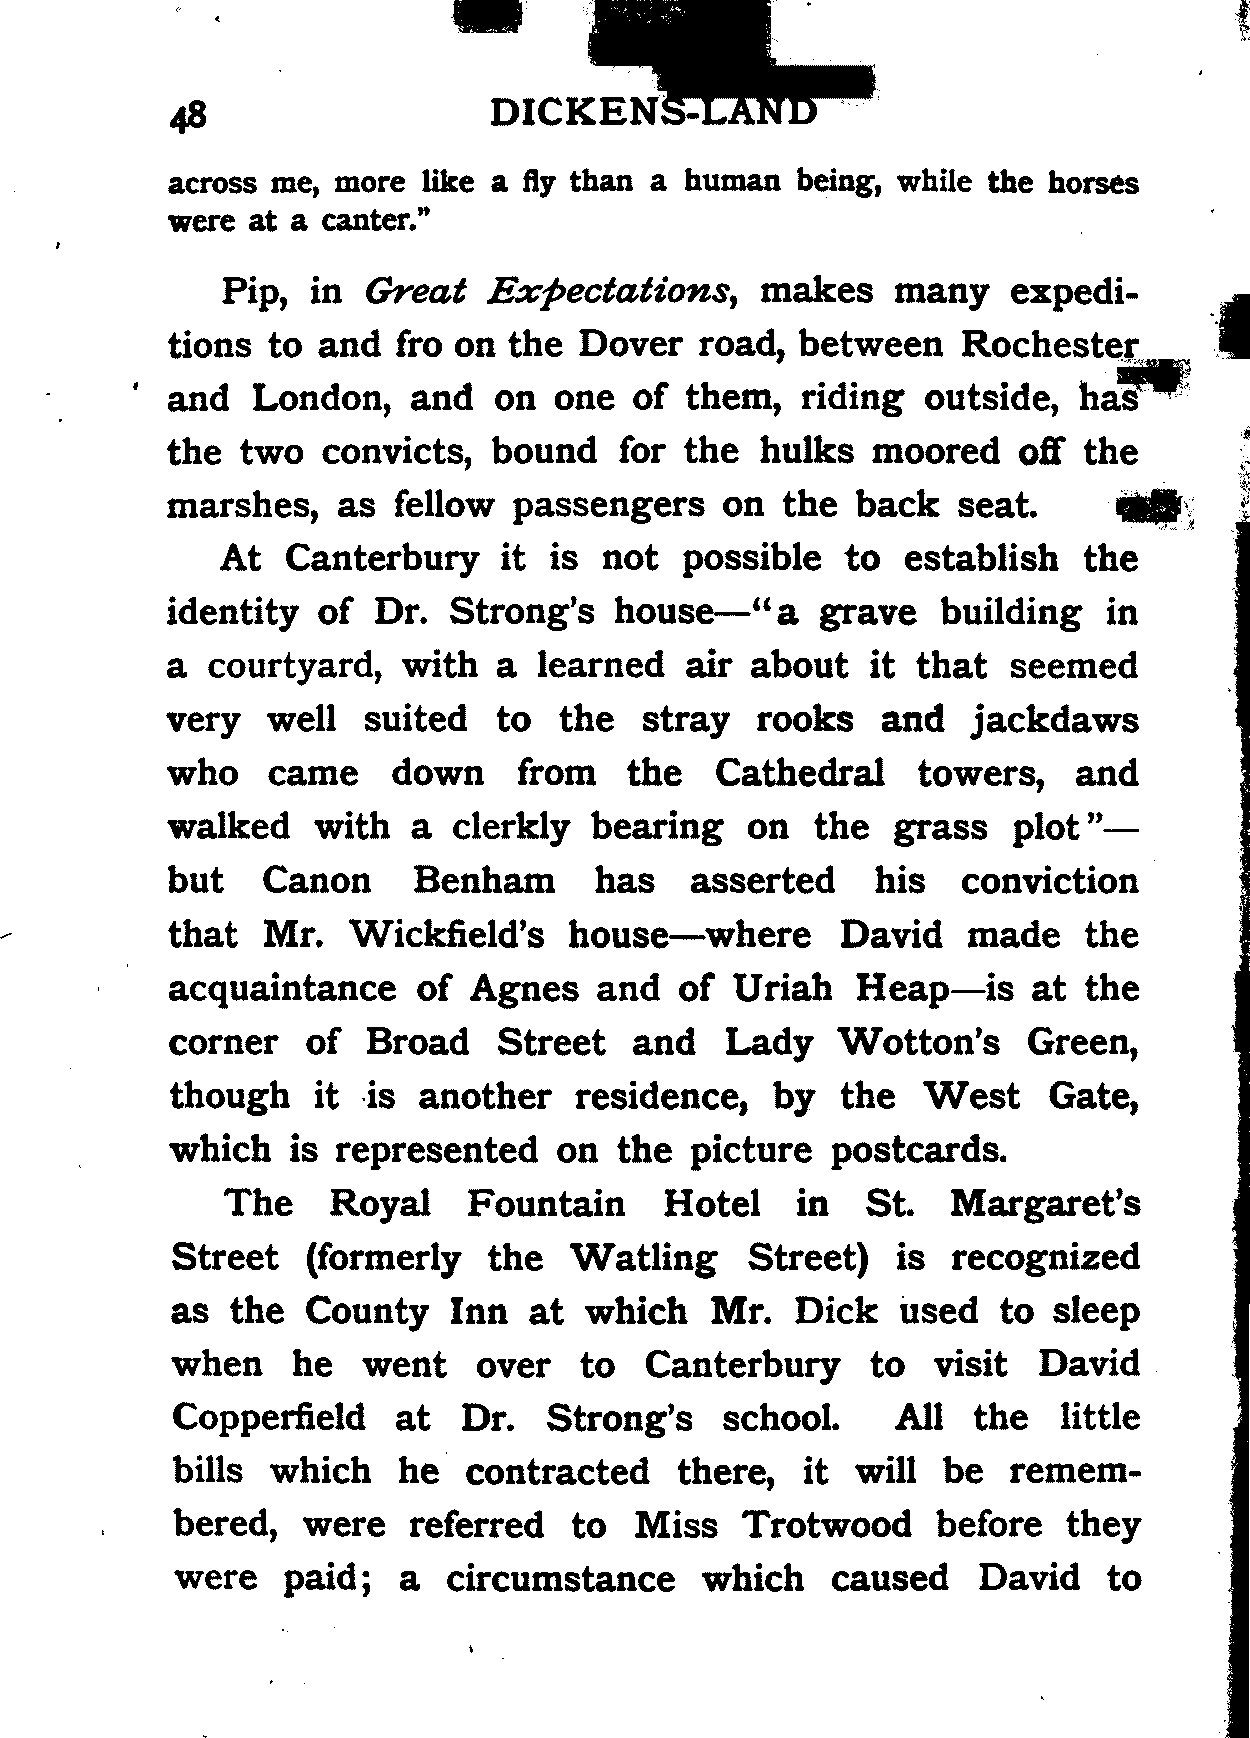 48 DICKENS-LAND
across me, more like a fly than a human being, while the horses
were at a canter."
Pip, in Great Expectations, makes many expedi-
tions to and fro on the Dover road, between Rochester
and London, and on one of them, riding outside, has
the two convicts, bound for the hulks moored off the
marshes, as fellow passengers on the back seat.
At Canterbury it is not possible to establish the
identity of Dr. Strong's house—"a grave building in
a courtyard, with a learned air about it that seemed
very well suited to the stray rooks and jackdaws
who came down from the Cathedral towers, and
walked with a clerkly bearing on the grass plot"—
but Canon Benham has asserted his conviction
that Mr. Wickfield's house—where David made the
acquaintance of Agnes and of Uriah Heap—is at the
corner of Broad Street and Lady Wotton's Green,
though it is another residence, by the West Gate,
which is represented on the picture postcards.
The Royal Fountain Hotel in St. Margaret's
Street (formerly the Watling Street) is recognized
as the County Inn at which Mr. Dick used to sleep
when he went over to Canterbury to visit David
Copperfield at Dr. Strong's school. All the little
bills which he contracted there, it will be remem-
bered, were referred to Miss Trotwood before they
were paid; a circumstance which caused David to